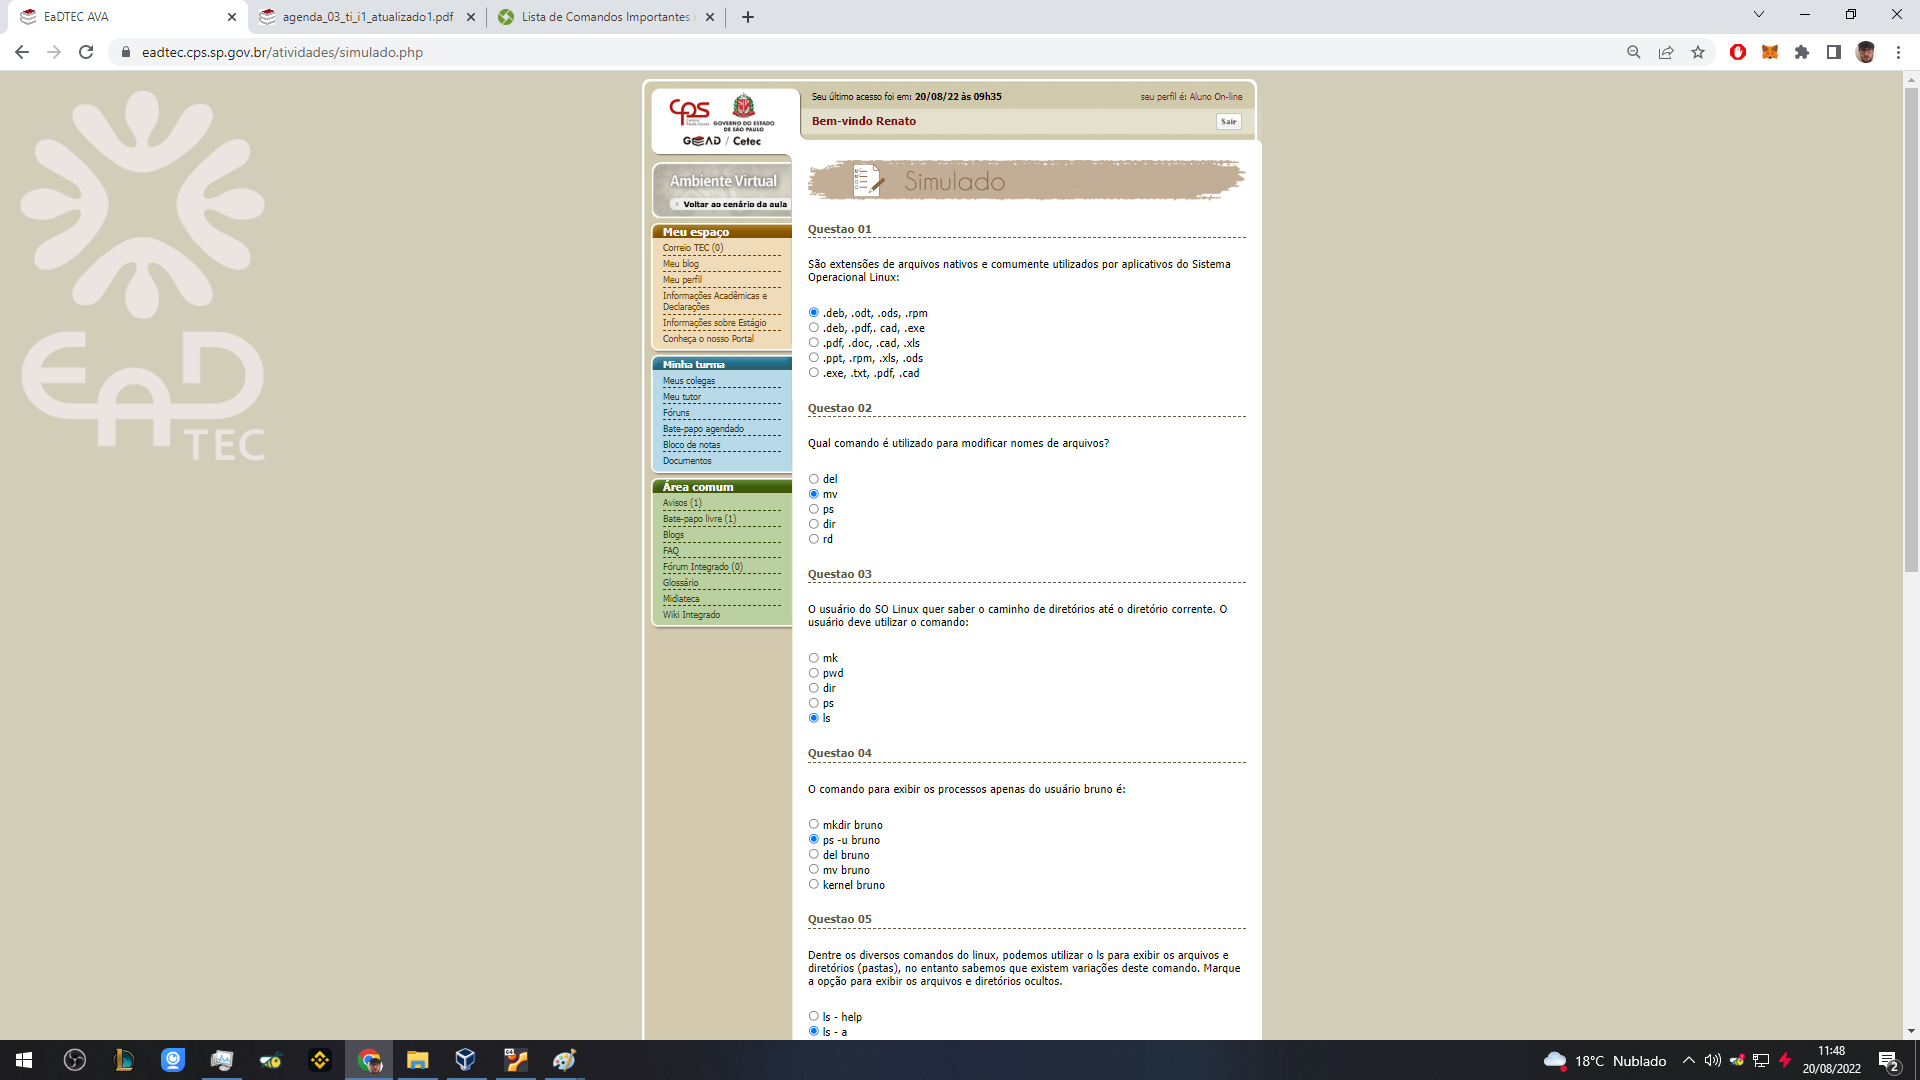 EaDTEC AVA
agenda_03_ti_i1_atualizado1.pdf
Lista de Comandos Importantes
eadtec.cps.sp.gov.br/atividades/simulado.php
EaD
TEC
Cps
GOVERNO DO ESTADO
DE SÃO PAULO
GEEAD / Cetec
Seu último acesso foi em: 20/08/22 às 09h35
seu perfil é: Aluno On-line
Bem-vindo Renato
Sair
Ambiente Virtual
« Voltar ao cenário da aula
Meu espaço
Correio TEC (0)
Meu blog
Meu perfil
Informações Acadêmicas e
Declarações
Informações sobre Estágio
Conheça o nosso Portal
Minha turma
Meus colegas
Meu tutor
Fóruns
Bate-papo agendado
Bloco de notas
Documentos
Área comum
Avisos (1)
Bate-papo livre (1)
Blogs
FAQ
Fórum Integrado (0)
Glossário
Midiateca
Wiki Integrado
Simulado
Questao 01
São extensões de arquivos nativos e comumente utilizados por aplicativos do Sistema
Operacional Linux:
.deb, .odt, .ods, .rpm
.deb, .pdf,. cad, .exe
.pdf, .doc, .cad, .xls
.ppt, .rpm, .xls, .ods
.exe, .txt, .pdf, .cad
Questao 02
Qual comando é utilizado para modificar nomes de arquivos?
del
mv
ps
dir
rd
Questao 03
O usuário do SO Linux quer saber o caminho de diretórios até o diretório corrente. O
usuário deve utilizar o comando:
mk
pwd
dir
ps
ls
Questao 04
O comando para exibir os processos apenas do usuário bruno é:
mkdir bruno
ps -u bruno
del bruno
mv bruno
kernel bruno
Questao 05
Dentre os diversos comandos do linux, podemos utilizar o ls para exibir os arquivos e
diretórios (pastas), no entanto sabemos que existem variações deste comando. Marque
a opção para exibir os arquivos e diretórios ocultos.
ls - help
ls - a
18°C Nublado
11:48
20/08/2022
2